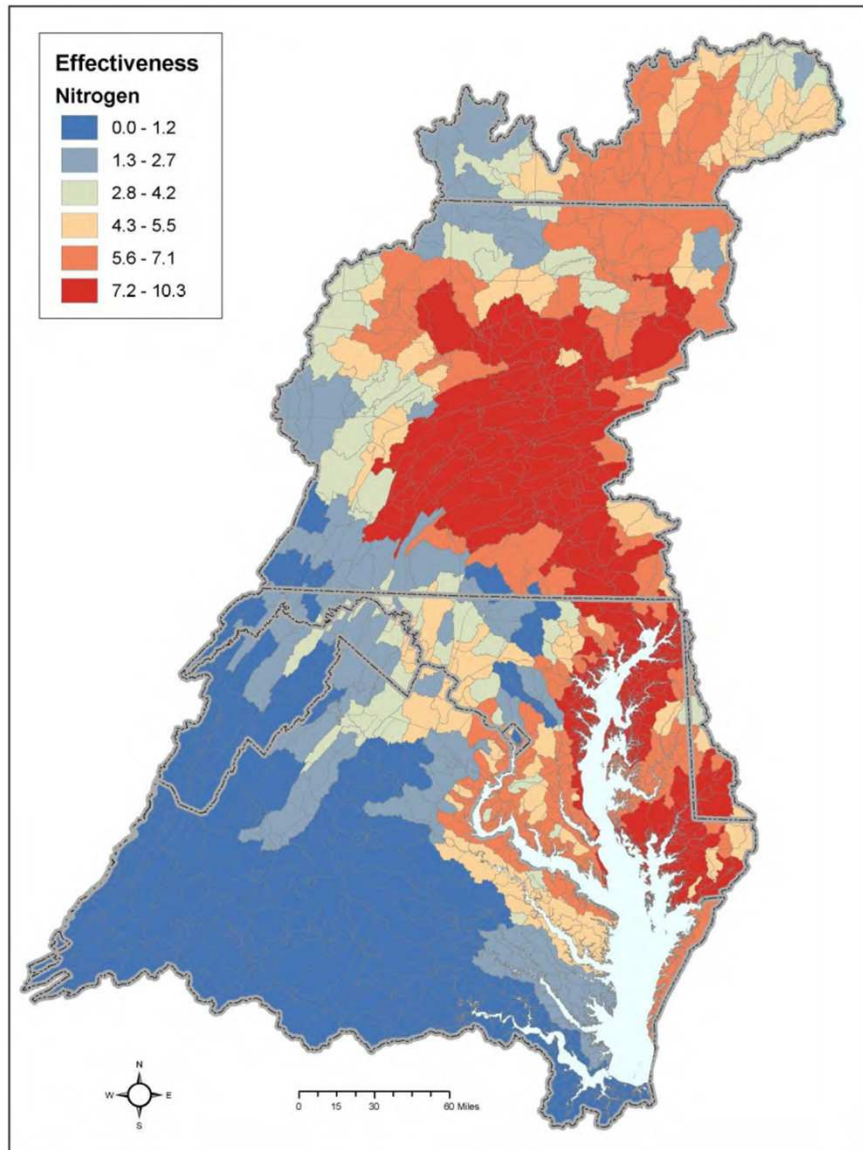 Effectiveness
Nitrogen
0.0 - 1.2
1.3 - 2.7
2.8 - 4.2
4.3 - 5.5
5.6 - 7.1
7.2 - 10.3
N
W E
S
0 15 30 60 Miles